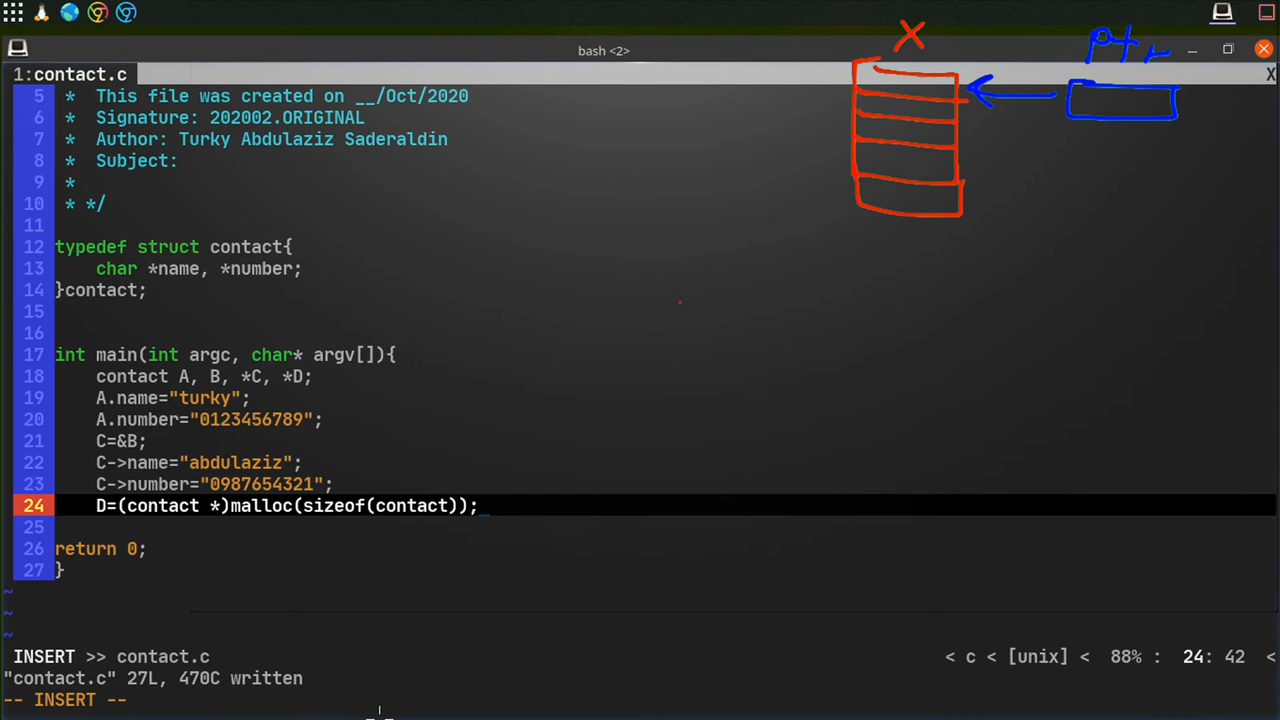 X
ptr
bash <2>
1:contact.c X
5 * This file was created on __/Oct/2020
6 * Signature: 202002.ORIGINAL
7 * Author: Turky Abdulaziz Saderaldin
8 * Subject:
9 *
10 * */
11
12 typedef struct contact{
13 char *name, *number;
14 }contact;
15
16
17 int main(int argc, char* argv[]){
18 contact A, B, *C, *D;
19 A.name="turky";
20 A.number="0123456789";
21 C=&B;
22 C->name="abdulaziz";
23 C->number="0987654321";
24 D=(contact *)malloc(sizeof(contact));
25
26 return 0;
27 }
~
~
~
INSERT >> contact.c < c < [unix] < 88% : 24: 42 <
"contact.c" 27L, 470C written
-- INSERT --